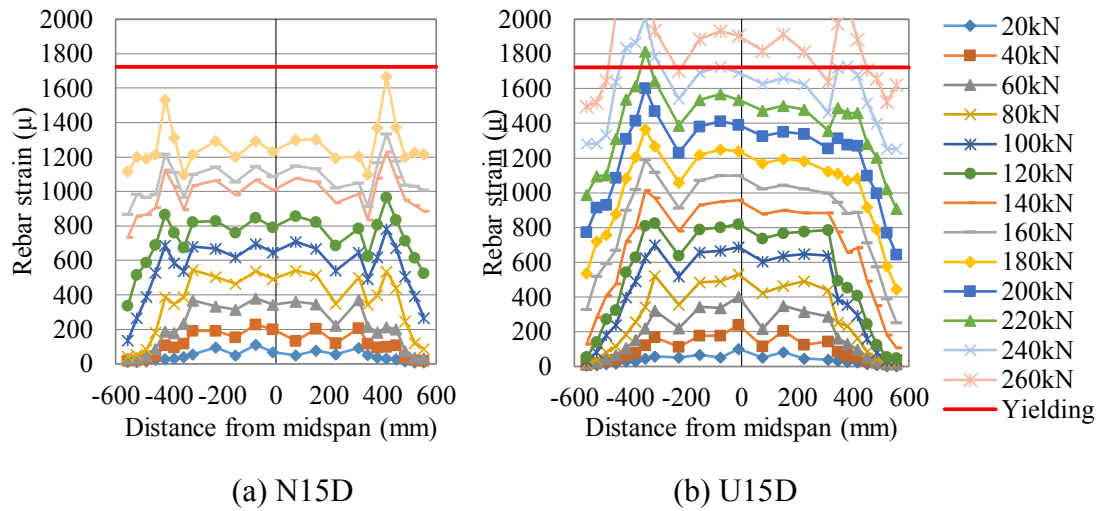 Rebar strain (μ)
2000
1800
1600
1400
1200
1000
800
600
400
200
0
-600 -400 -200 0 200 400 600
Distance from midspan (mm)
(a) N15D
Rebar strain (μ)
2000
1800
1600
1400
1200
1000
800
600
400
200
0
-600 -400 -200 0 200 400 600
Distance from midspan (mm)
(b) U15D
20kN
40kN
60kN
80kN
100kN
120kN
140kN
160kN
180kN
200kN
220kN
240kN
260kN
Yielding